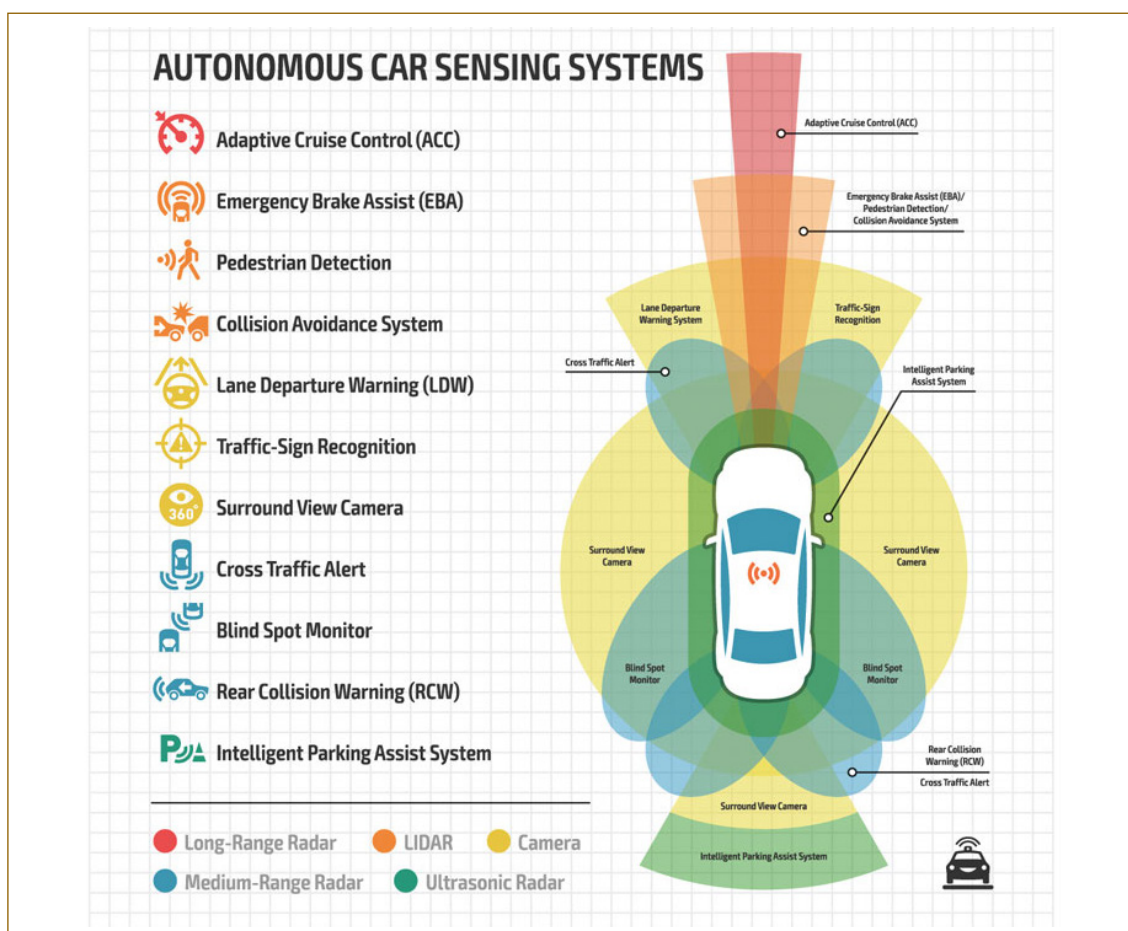 AUTONOMOUS CAR SENSING SYSTEMS
Adaptive Cruise Control (ACC)
Emergency Brake Assist (EBA)
Pedestrian Detection
Collision Avoidance System
Lane Departure Warning (LDW)
Traffic-Sign Recognition
360°
Surround View Camera
Cross Traffic Alert
Blind Spot Monitor
Rear Collision Warning (RCW)
P
Intelligent Parking Assist System
Long-Range Radar
LIDAR
Camera
Medium-Range Radar
Ultrasonic Radar
Adaptive Cruise Control (ACC)
Emergency Brake Assist (EBA)/
Pedestrian Detection/
Collision Avoidance System
Lane Departure
Warning System
Traffic-Sign
Recognition
Cross Traffic Alert
Intelligent Parking
Assist System
Surround View
Camera
Surround View
Camera
Blind Spot
Monitor
Blind Spot
Monitor
Rear Collision
Warning (RCW)
Cross Traffic Alert
Surround View Camera
Intelligent Parking Assist System